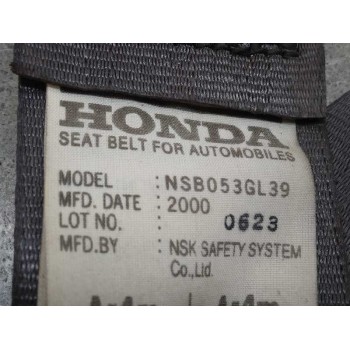 HONDA
SEAT BELT FOR AUTOMOBILES
MODEL : NSB053GL39
MFD. DATE : 2000
LOT NO. : 0623
MFD.BY : NSK SAFETY SYSTEM
Co.,Ltd.